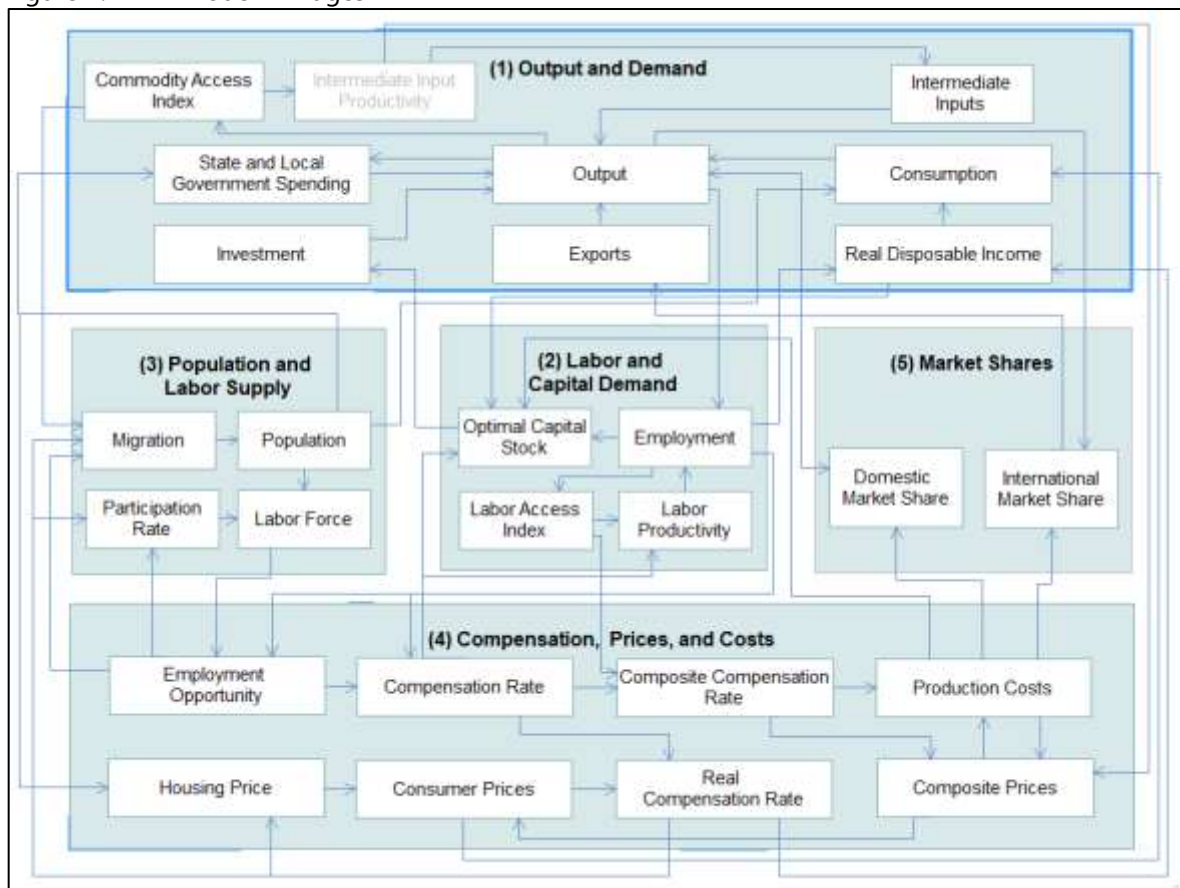 (1) Output and Demand
Commodity Access
Index
Intermediate Input
Productivity
Intermediate
Inputs
State and Local
Government Spending
Output
Consumption
Investment
Exports
Real Disposable Income
(3) Population and
Labor Supply
Migration
Population
Participation
Rate
Labor Force
(2) Labor and
Capital Demand
Optimal Capital
Stock
Employment
Labor Access
Index
Labor
Productivity
(5) Market Shares
Domestic
Market Share
International
Market Share
(4) Compensation, Prices, and Costs
Employment
Opportunity
Compensation Rate
Composite Compensation
Rate
Production Costs
Housing Price
Consumer Prices
Real
Compensation Rate
Composite Prices